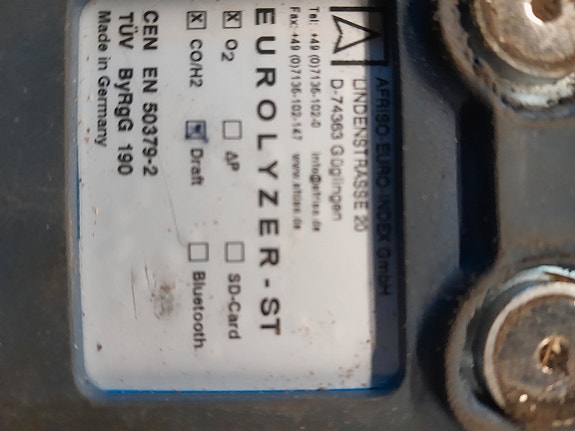 AFRISO EURO INDEX GmbH
LINDENSTRASSE 20
D-74363 Güglingen
Tel: +49 (0)7135-102-0 info@afriso.de
Fax: +49 (0)7135-102-147 www.afriso.de
EUROLYZER-ST
O2 ΔP SD-Card
CO/H2 Draft Bluetooth
CEN EN 50379-2
TÜV ByRgG 190
Made in Germany